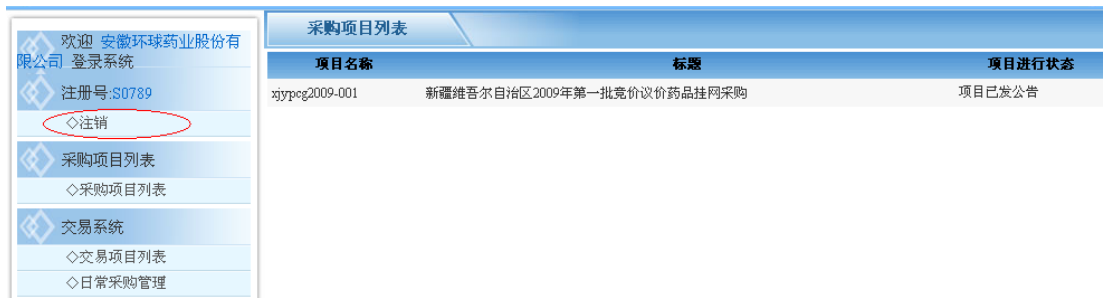 欢迎 安徽环球药业股份有
限公司 登录系统
注册号:S0789
◇注销
采购项目列表
◇采购项目列表
交易系统
◇交易项目列表
◇日常采购管理
采购项目列表
项目名称 标题 项目进行状态
xjypcg2009-001 新疆维吾尔自治区2009年第一批竞价议价药品挂网采购 项目已发公告